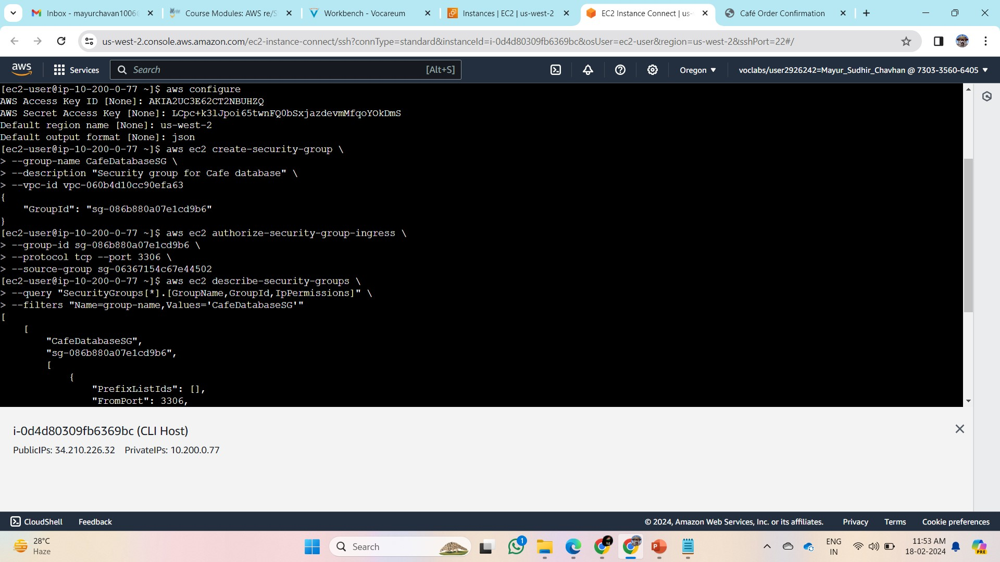 Inbox - mayurchavan1006
Course Modules: AWS re/S
Workbench - Vocareum
Instances | EC2 | us-west-2
EC2 Instance Connect | us-
Café Order Confirmation
us-west-2.console.aws.amazon.com/ec2-instance-connect/ssh?connType=standard&instanceId=i-0d4d80309fb6369bc&osUser=ec2-user&region=us-west-2&sshPort=22#/
aws
Services
Search
[Alt+S]
Oregon
voclabs/user2926242=Mayur_Sudhir_Chavhan @ 7303-3560-6405
[ec2-user@ip-10-200-0-77 ~]$ aws configure
AWS Access Key ID [None]: AKIA2UC3E62CT2NBUHZQ
AWS Secret Access Key [None]: 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
Default region name [None]: us-west-2
Default output format [None]: json
[ec2-user@ip-10-200-0-77 ~]$ aws ec2 create-security-group \
> --group-name CafeDatabaseSG \
> --description "Security group for Cafe database" \
> --vpc-id vpc-060b4d10cc90efa63
{
"GroupId": "sg-086b880a07e1cd9b6"
}
[ec2-user@ip-10-200-0-77 ~]$ aws ec2 authorize-security-group-ingress \
> --group-id sg-086b880a07e1cd9b6 \
> --protocol tcp --port 3306 \
> --source-group sg-06367154c67e44502
[ec2-user@ip-10-200-0-77 ~]$ aws ec2 describe-security-groups \
> --query "SecurityGroups[*].[GroupName,GroupId,IpPermissions]" \
> --filters "Name=group-name,Values='CafeDatabaseSG'"
[
[
"CafeDatabaseSG",
"sg-086b880a07e1cd9b6",
[
{
"PrefixListIds": [],
"FromPort": 3306,
i-0d4d80309fb6369bc (CLI Host)
PublicIPs: 34.210.226.32 PrivateIPs: 10.200.0.77
CloudShell
Feedback
© 2024, Amazon Web Services, Inc. or its affiliates.
Privacy
Terms
Cookie preferences
28°C
Haze
Search
1
ENG
IN
11:53 AM
18-02-2024
PRE